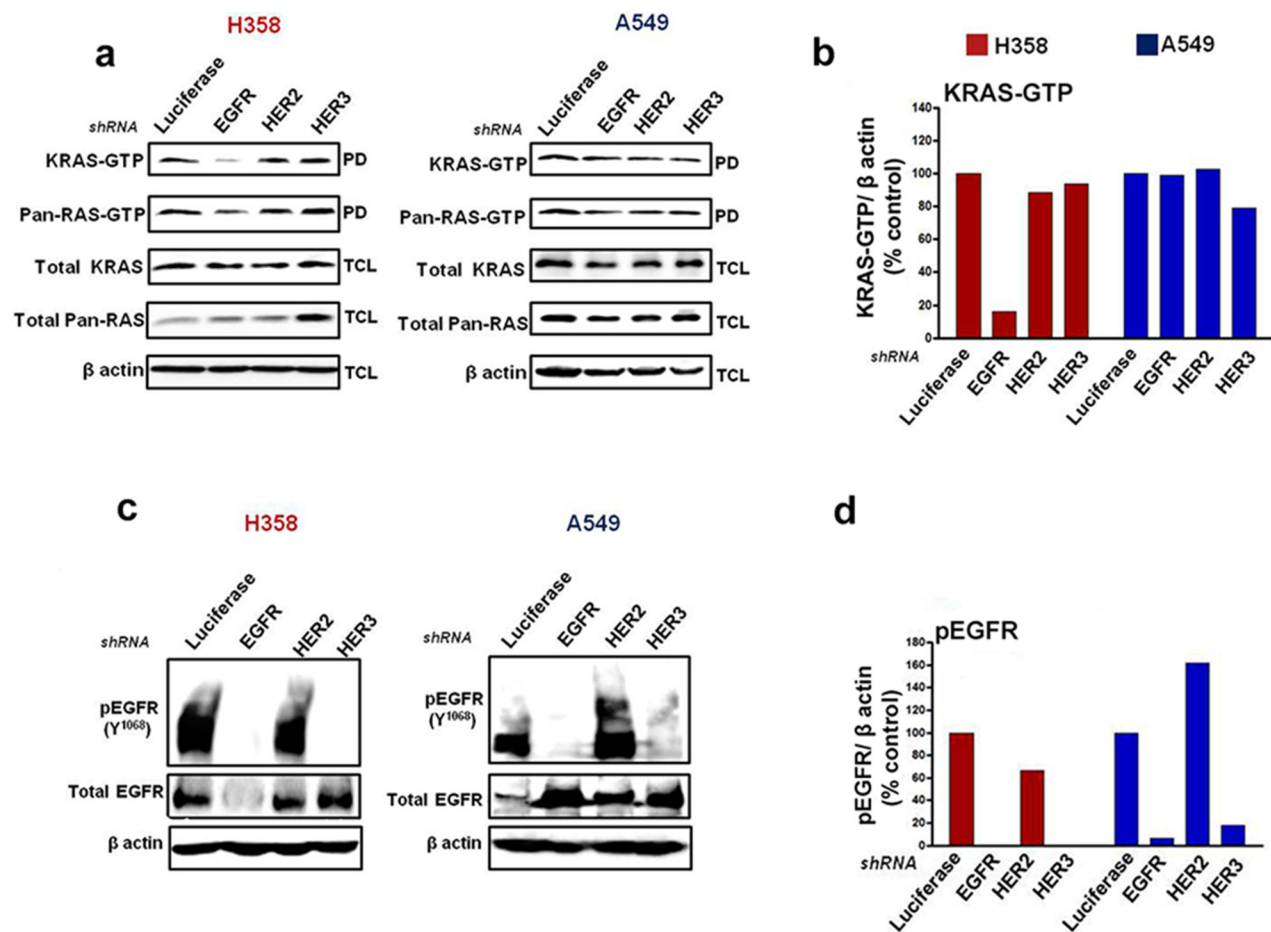 a
H358
shRNA
Luciferase
EGFR
HER2
HER3
KRAS-GTP
PD
Pan-RAS-GTP
PD
Total KRAS
TCL
Total Pan-RAS
TCL
β actin
TCL
A549
shRNA
Luciferase
EGFR
HER2
HER3
KRAS-GTP
PD
Pan-RAS-GTP
PD
Total KRAS
TCL
Total Pan-RAS
TCL
β actin
TCL
b
H358
A549
KRAS-GTP
KRAS-GTP/ β actin
(% control)
140
120
100
80
60
40
20
0
shRNA
Luciferase
EGFR
HER2
HER3
Luciferase
EGFR
HER2
HER3
c
H358
shRNA
Luciferase
EGFR
HER2
HER3
pEGFR
(Y¹⁰⁶⁸)
Total EGFR
β actin
A549
shRNA
Luciferase
EGFR
HER2
HER3
pEGFR
(Y¹⁰⁶⁸)
Total EGFR
β actin
d
pEGFR
pEGFR/ β actin
(% control)
180
160
140
120
100
80
60
40
20
0
shRNA
Luciferase
EGFR
HER2
HER3
Luciferase
EGFR
HER2
HER3